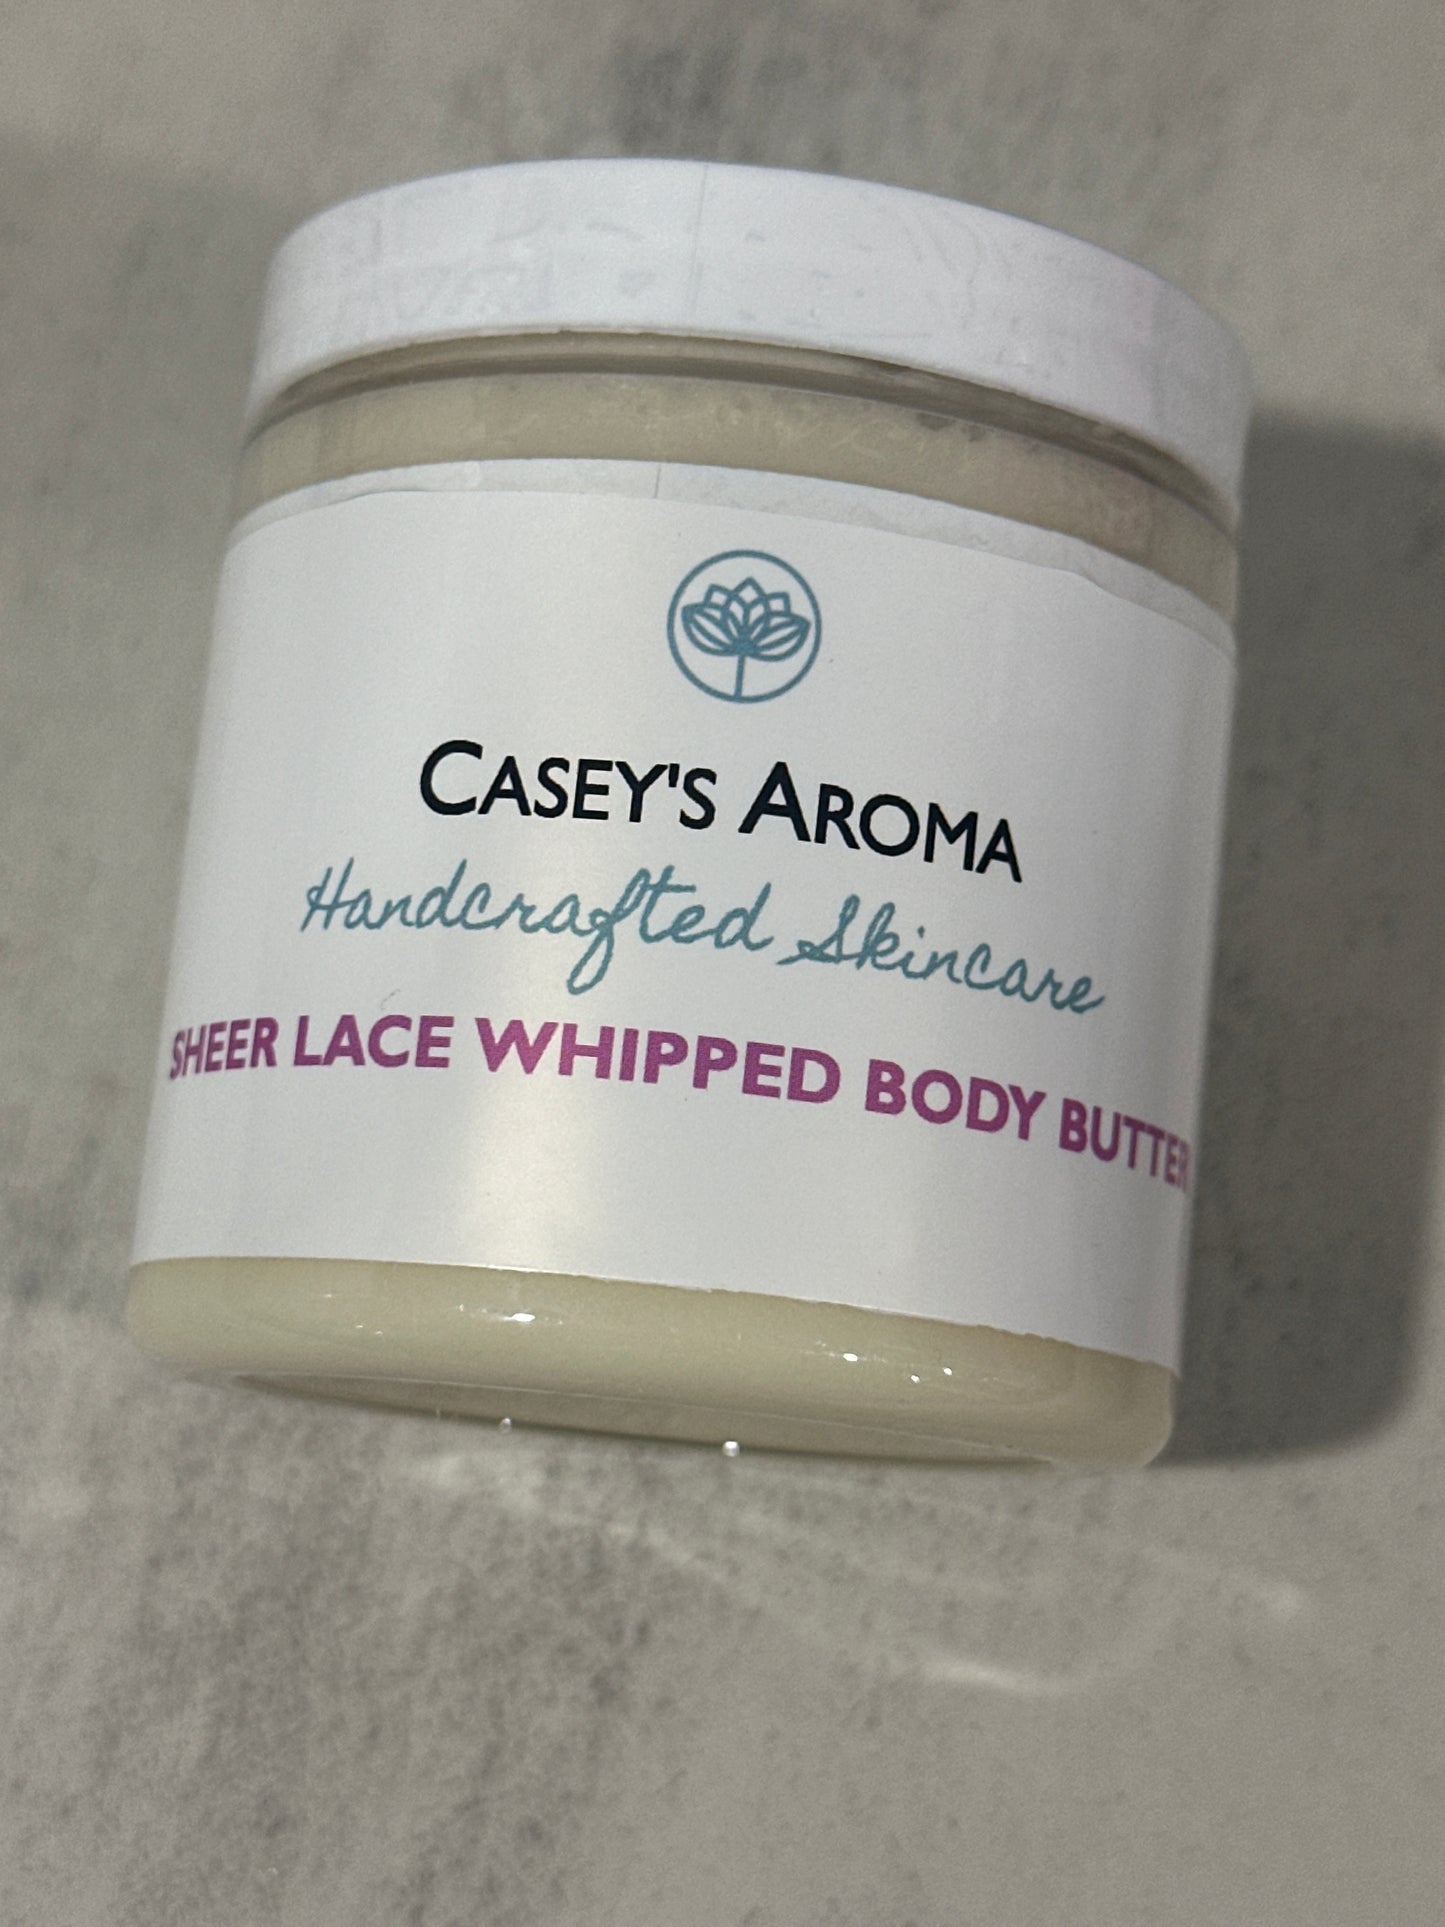 CASEY'S AROMA
Handcrafted Skincare
SHEER LACE WHIPPED BODY BUTTER